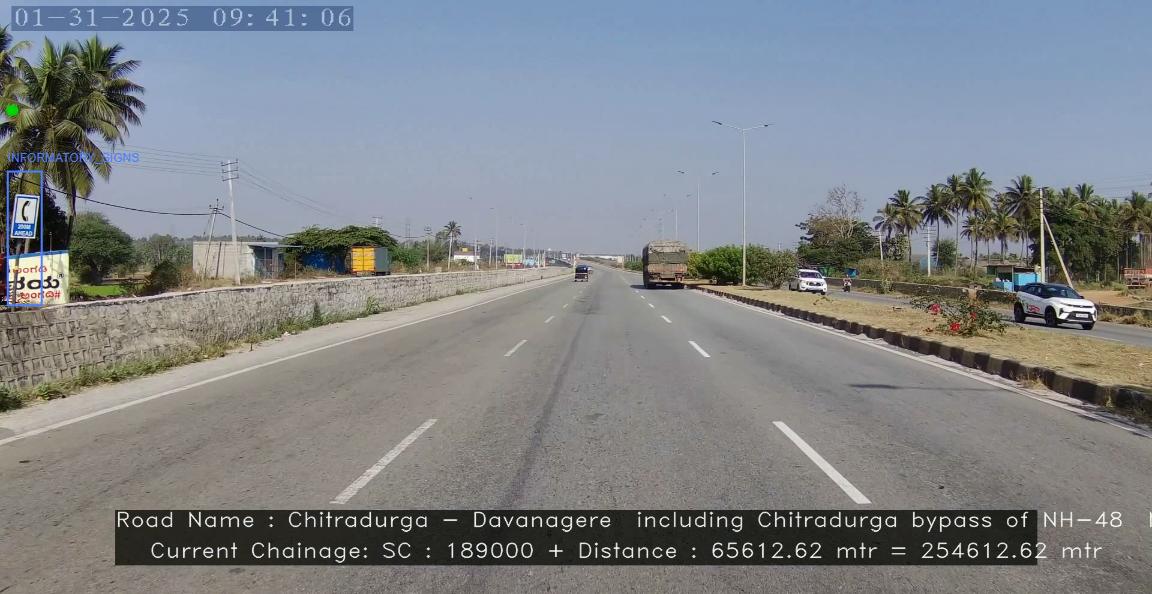 01-31-2025 09:41:06
INFORMATORY_SIGNS
200M
AHEAD
Road Name : Chitradurga - Davanagere including Chitradurga bypass of NH-48
Current Chainage: SC : 189000 + Distance : 65612.62 mtr = 254612.62 mtr